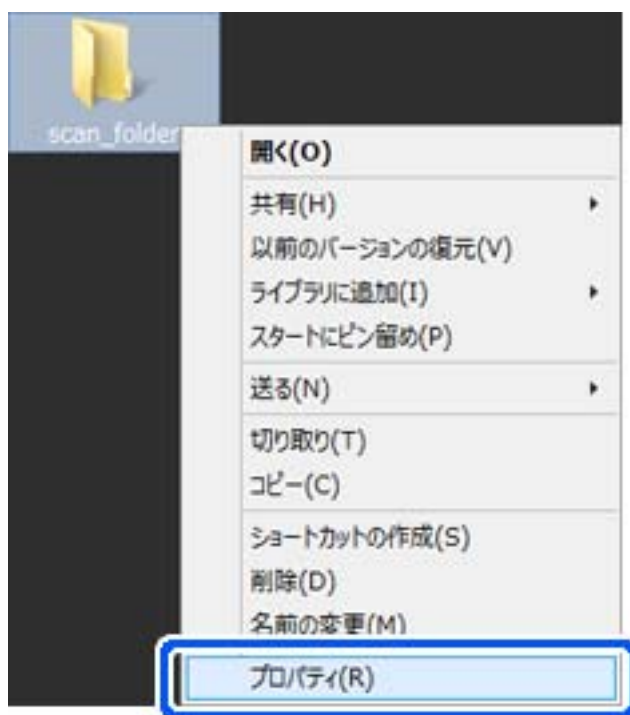 scan_folder
開く(O)
共有(H)
以前のバージョンの復元(V)
ライブラリに追加(I)
スタートにピン留め(P)
送る(N)
切り取り(T)
コピー(C)
ショートカットの作成(S)
削除(D)
名前の変更(M)
プロパティ(R)